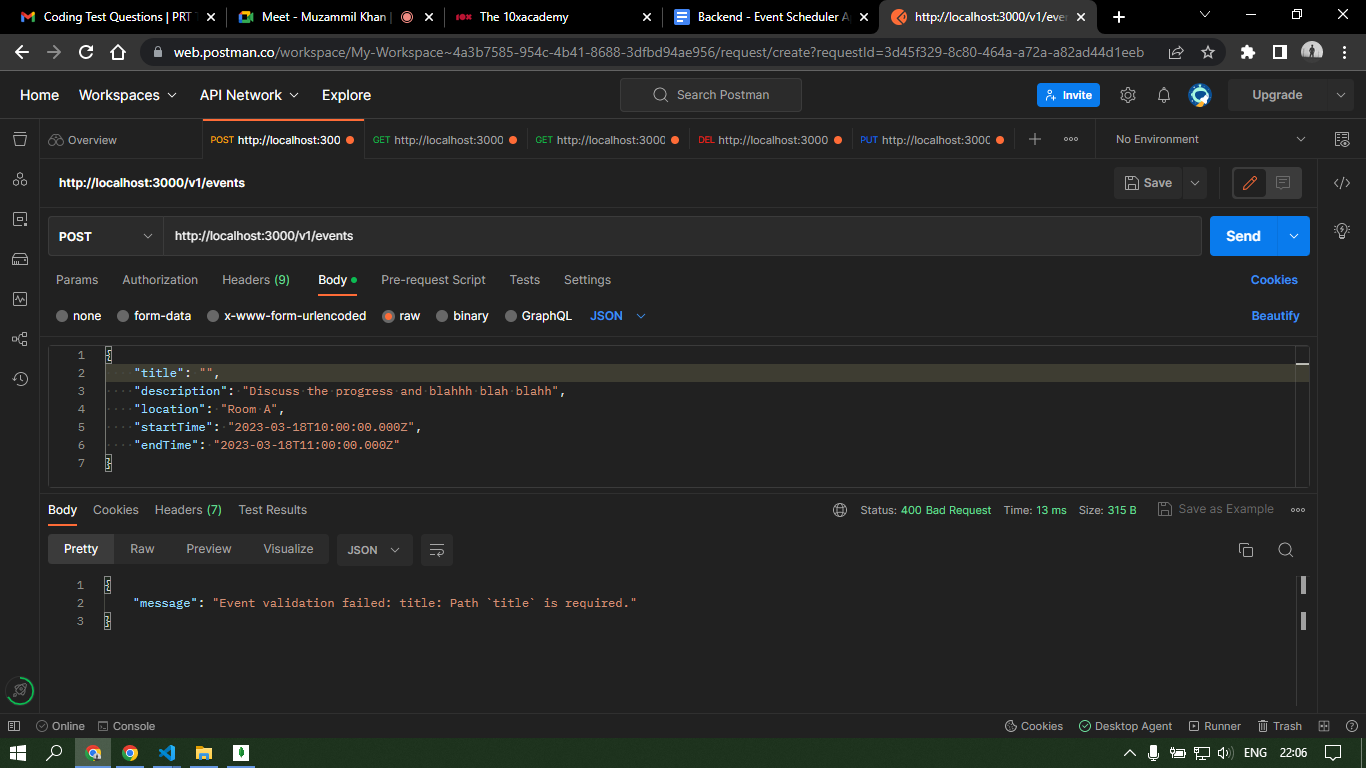 Coding Test Questions | PRT
Meet - Muzammil Khan |
The 10xacademy
Backend - Event Scheduler A
http://localhost:3000/v1/eve
web.postman.co/workspace/My-Workspace~4a3b7585-954c-4b41-8688-3dfbd94ae956/request/create?requestId=3d45f329-8c80-464a-a72a-a82ad44d1eeb
Home Workspaces API Network Explore Search Postman Invite Upgrade
Overview POST http://localhost:300 GET http://localhost:3000 GET http://localhost:3000 DEL http://localhost:3000 PUT http://localhost:3000 No Environment
http://localhost:3000/v1/events Save
POST http://localhost:3000/v1/events Send
Params Authorization Headers (9) Body Pre-request Script Tests Settings Cookies
none form-data x-www-form-urlencoded raw binary GraphQL JSON Beautify
1 {
2 "title": "",
3 "description": "Discuss the progress and blahhh blah blahh",
4 "location": "Room A",
5 "startTime": "2023-03-18T10:00:00.000Z",
6 "endTime": "2023-03-18T11:00:00.000Z"
7 }
Body Cookies Headers (7) Test Results Status: 400 Bad Request Time: 13 ms Size: 315 B Save as Example
Pretty Raw Preview Visualize JSON
1 {
2 "message": "Event validation failed: title: Path `title` is required."
3 }
Online Console Cookies Desktop Agent Runner Trash
ENG 22:06